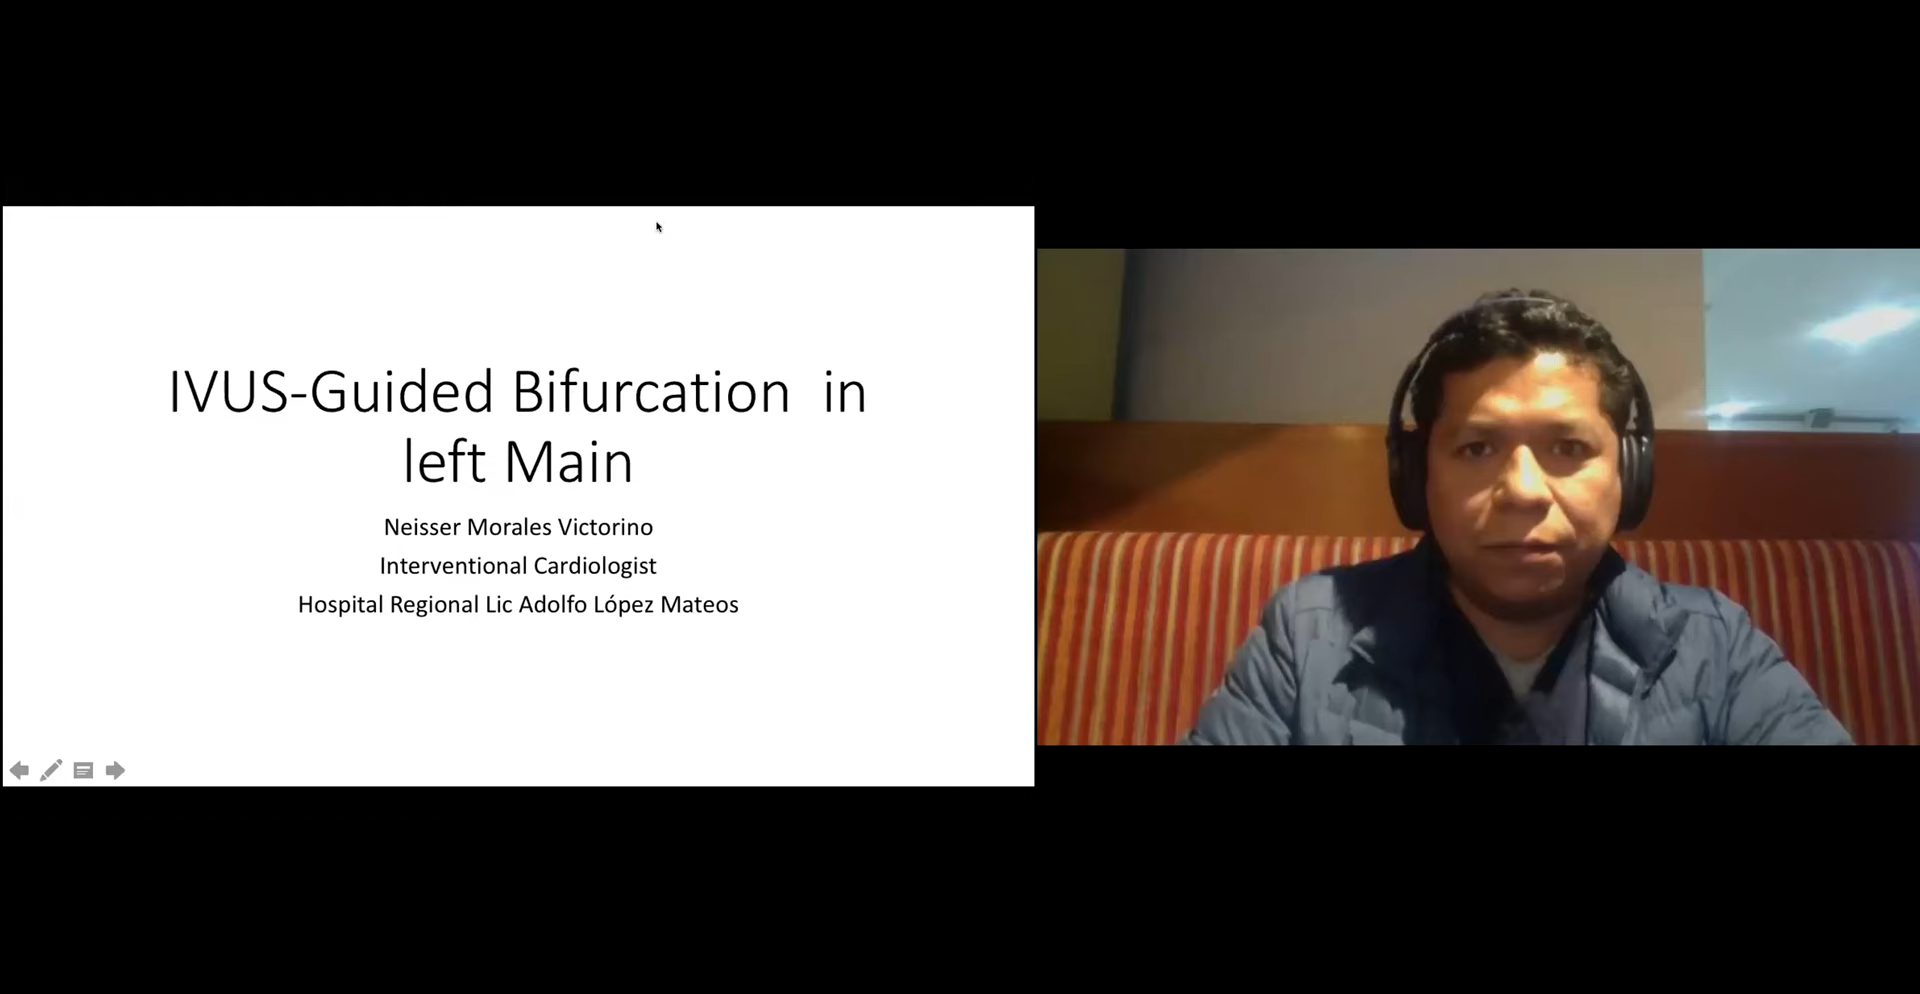 IVUS-Guided Bifurcation  in
left Main
Neisser Morales Victorino
Interventional Cardiologist
Hospital Regional Lic Adolfo López Mateos